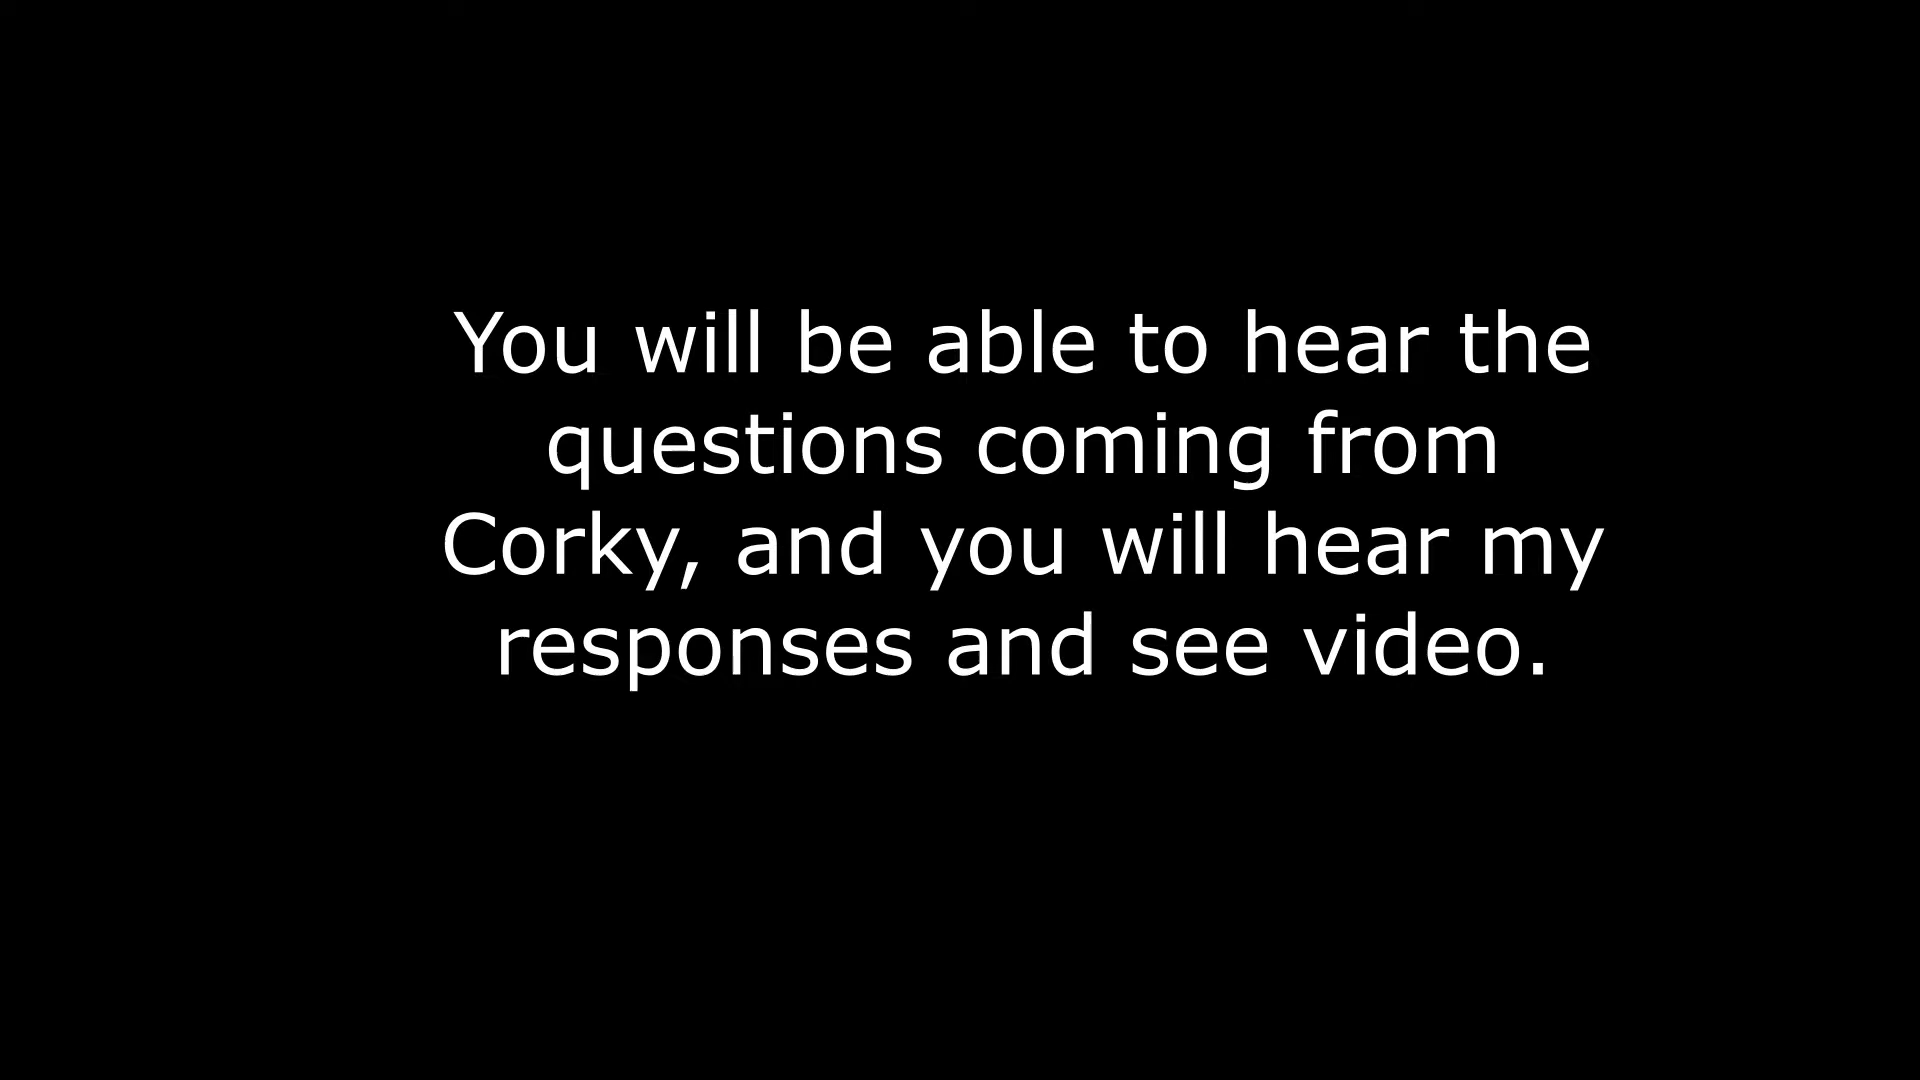 You will be able to hear the
questions coming from
Corky, and you will hear my
responses and see video.